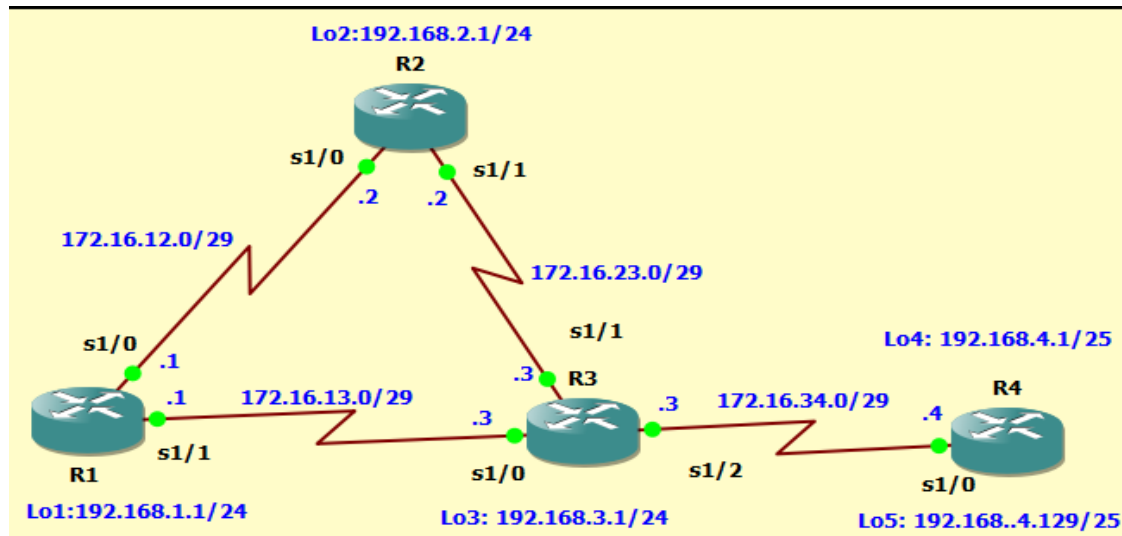 Lo2:192.168.2.1/24
R2
s1/0
s1/1
.2
.2
172.16.12.0/29
172.16.23.0/29
s1/0
s1/1
Lo4: 192.168.4.1/25
.1
.1
172.16.13.0/29
.3
R3
172.16.34.0/29
R4
.3
.3
.4
s1/1
R1
s1/0
s1/2
s1/0
Lo1:192.168.1.1/24
Lo3: 192.168.3.1/24
Lo5: 192.168..4.129/25